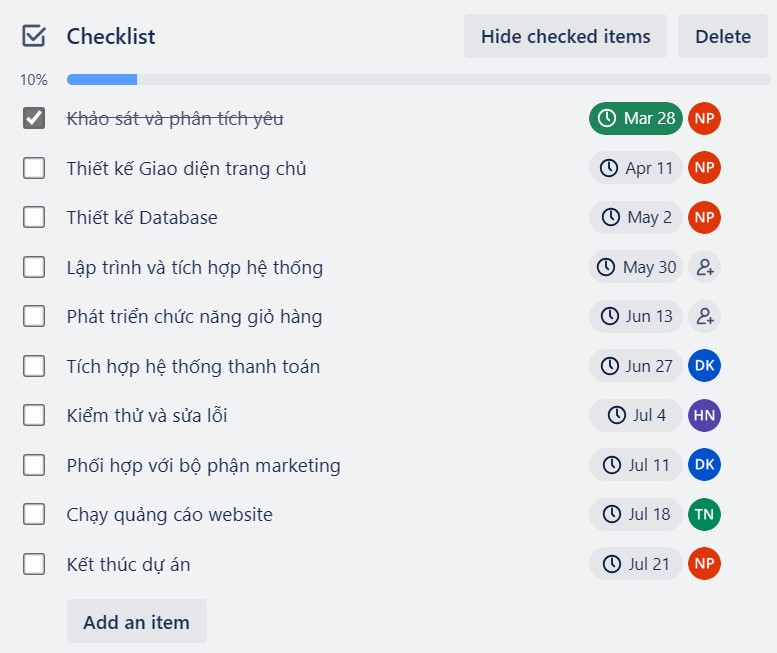 Checklist Hide checked items Delete
10%
Khảo sát và phân tích yêu Mar 28 NP
Thiết kế Giao diện trang chủ Apr 11 NP
Thiết kế Database May 2 NP
Lập trình và tích hợp hệ thống May 30
Phát triển chức năng giỏ hàng Jun 13
Tích hợp hệ thống thanh toán Jun 27 DK
Kiểm thử và sửa lỗi Jul 4 HN
Phối hợp với bộ phận marketing Jul 11 DK
Chạy quảng cáo website Jul 18 TN
Kết thúc dự án Jul 21 NP
Add an item